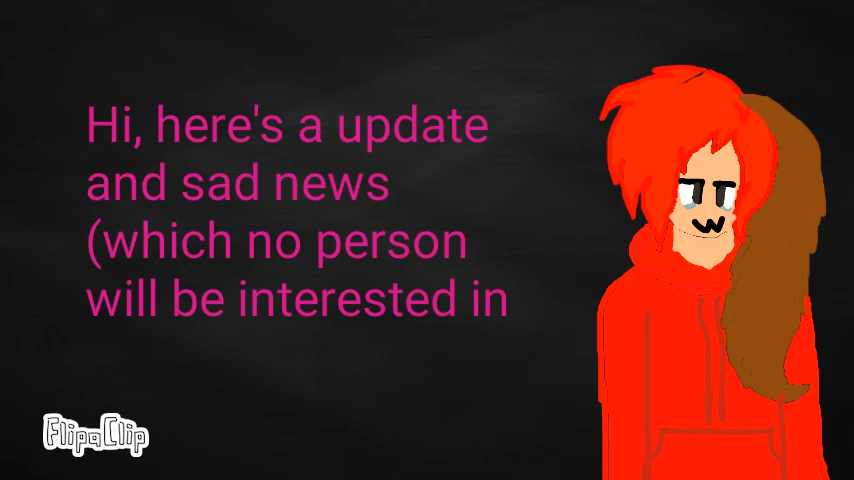 Hi, here's a update
and sad news
(which no person
will be interested in
FlipaClip